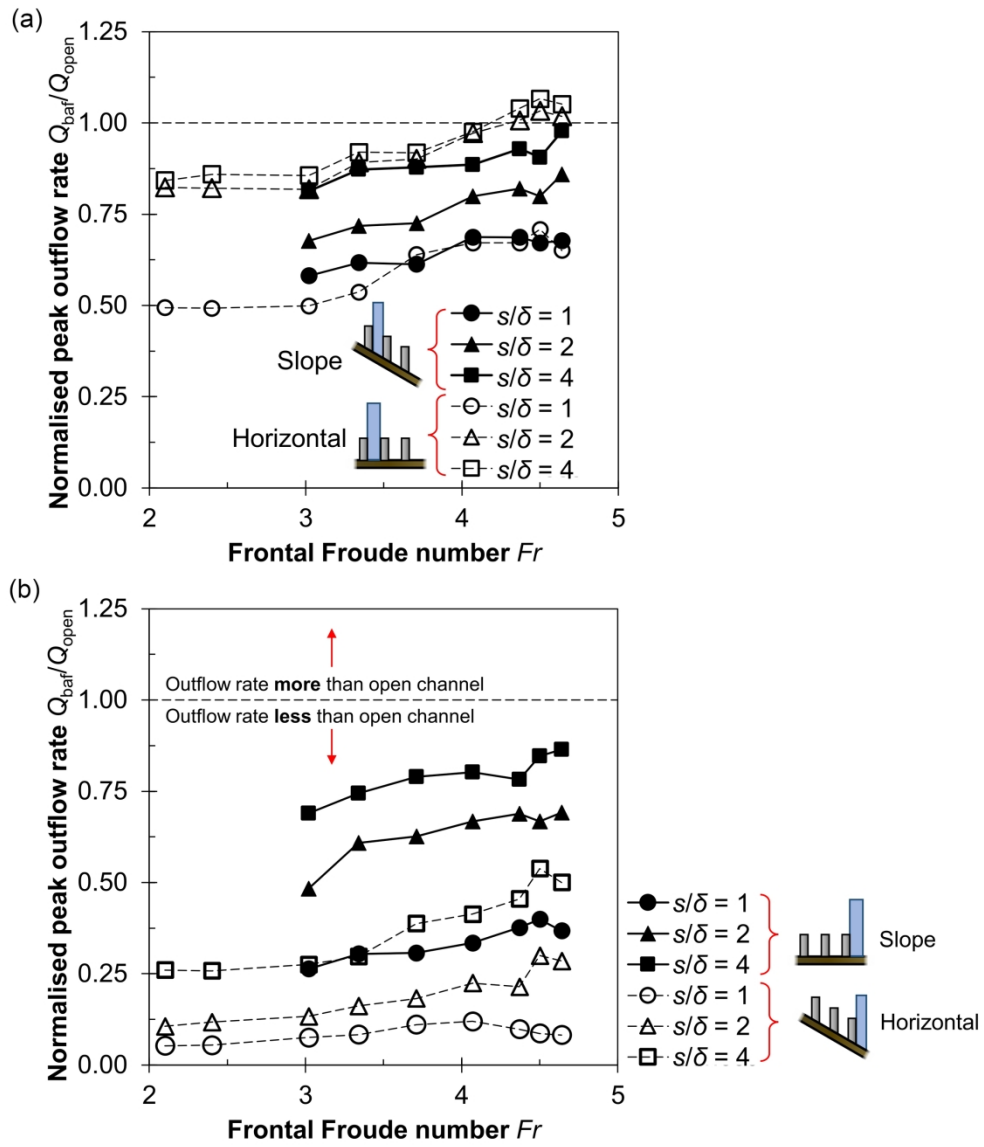 (a)
Normalised peak outflow rate Q_baf/Q_open
1.25
1.00
0.75
0.50
0.25
0.00
Slope
s/δ = 1
s/δ = 2
s/δ = 4
Horizontal
s/δ = 1
s/δ = 2
s/δ = 4
2 3 4 5
Frontal Froude number Fr
(b)
Normalised peak outflow rate Q_baf/Q_open
1.25
1.00
0.75
0.50
0.25
0.00
Outflow rate more than open channel
Outflow rate less than open channel
s/δ = 1
s/δ = 2
s/δ = 4
Slope
s/δ = 1
s/δ = 2
s/δ = 4
Horizontal
2 3 4 5
Frontal Froude number Fr